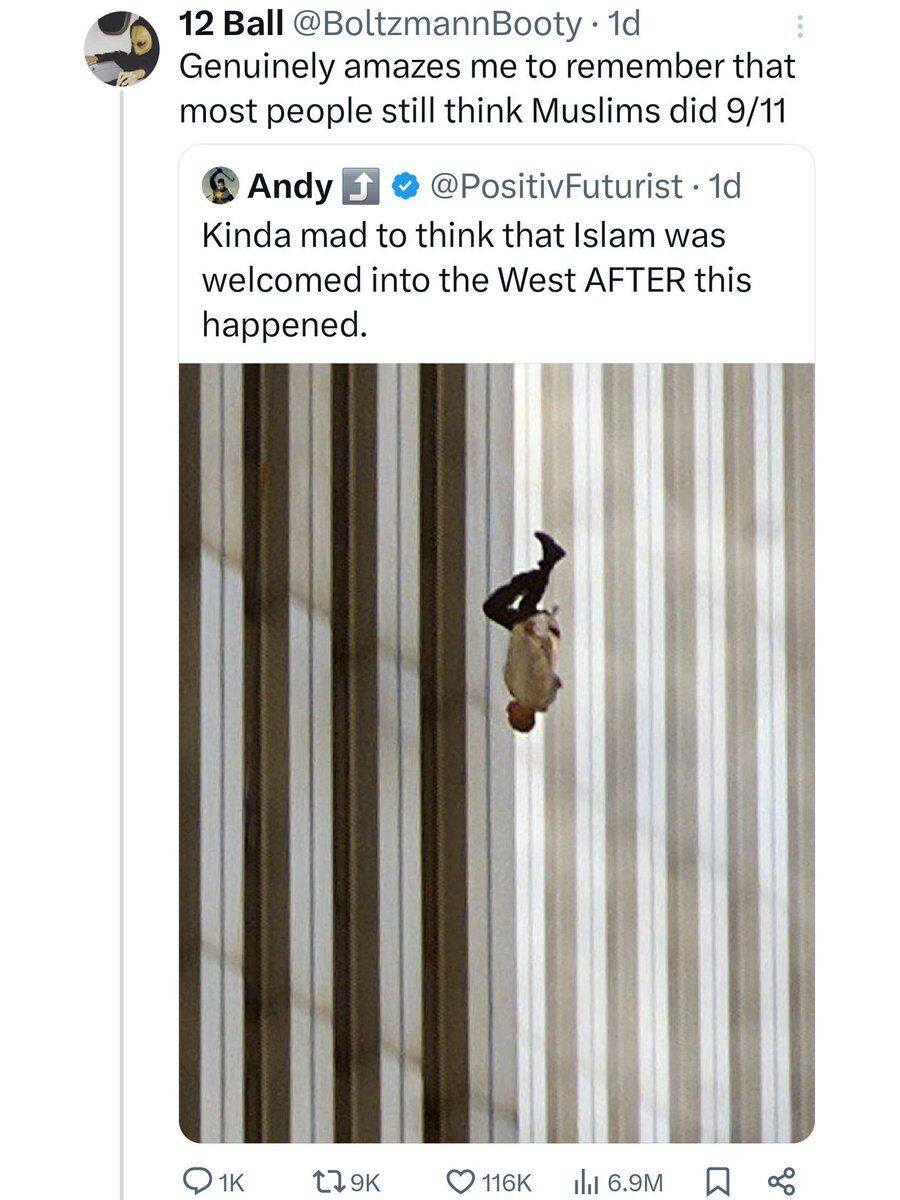 12 Ball @BoltzmannBooty · 1d
Genuinely amazes me to remember that
most people still think Muslims did 9/11
Andy ⤴️ @PositivFuturist · 1d
Kinda mad to think that Islam was
welcomed into the West AFTER this
happened.
1K 9K 116K 6.9M